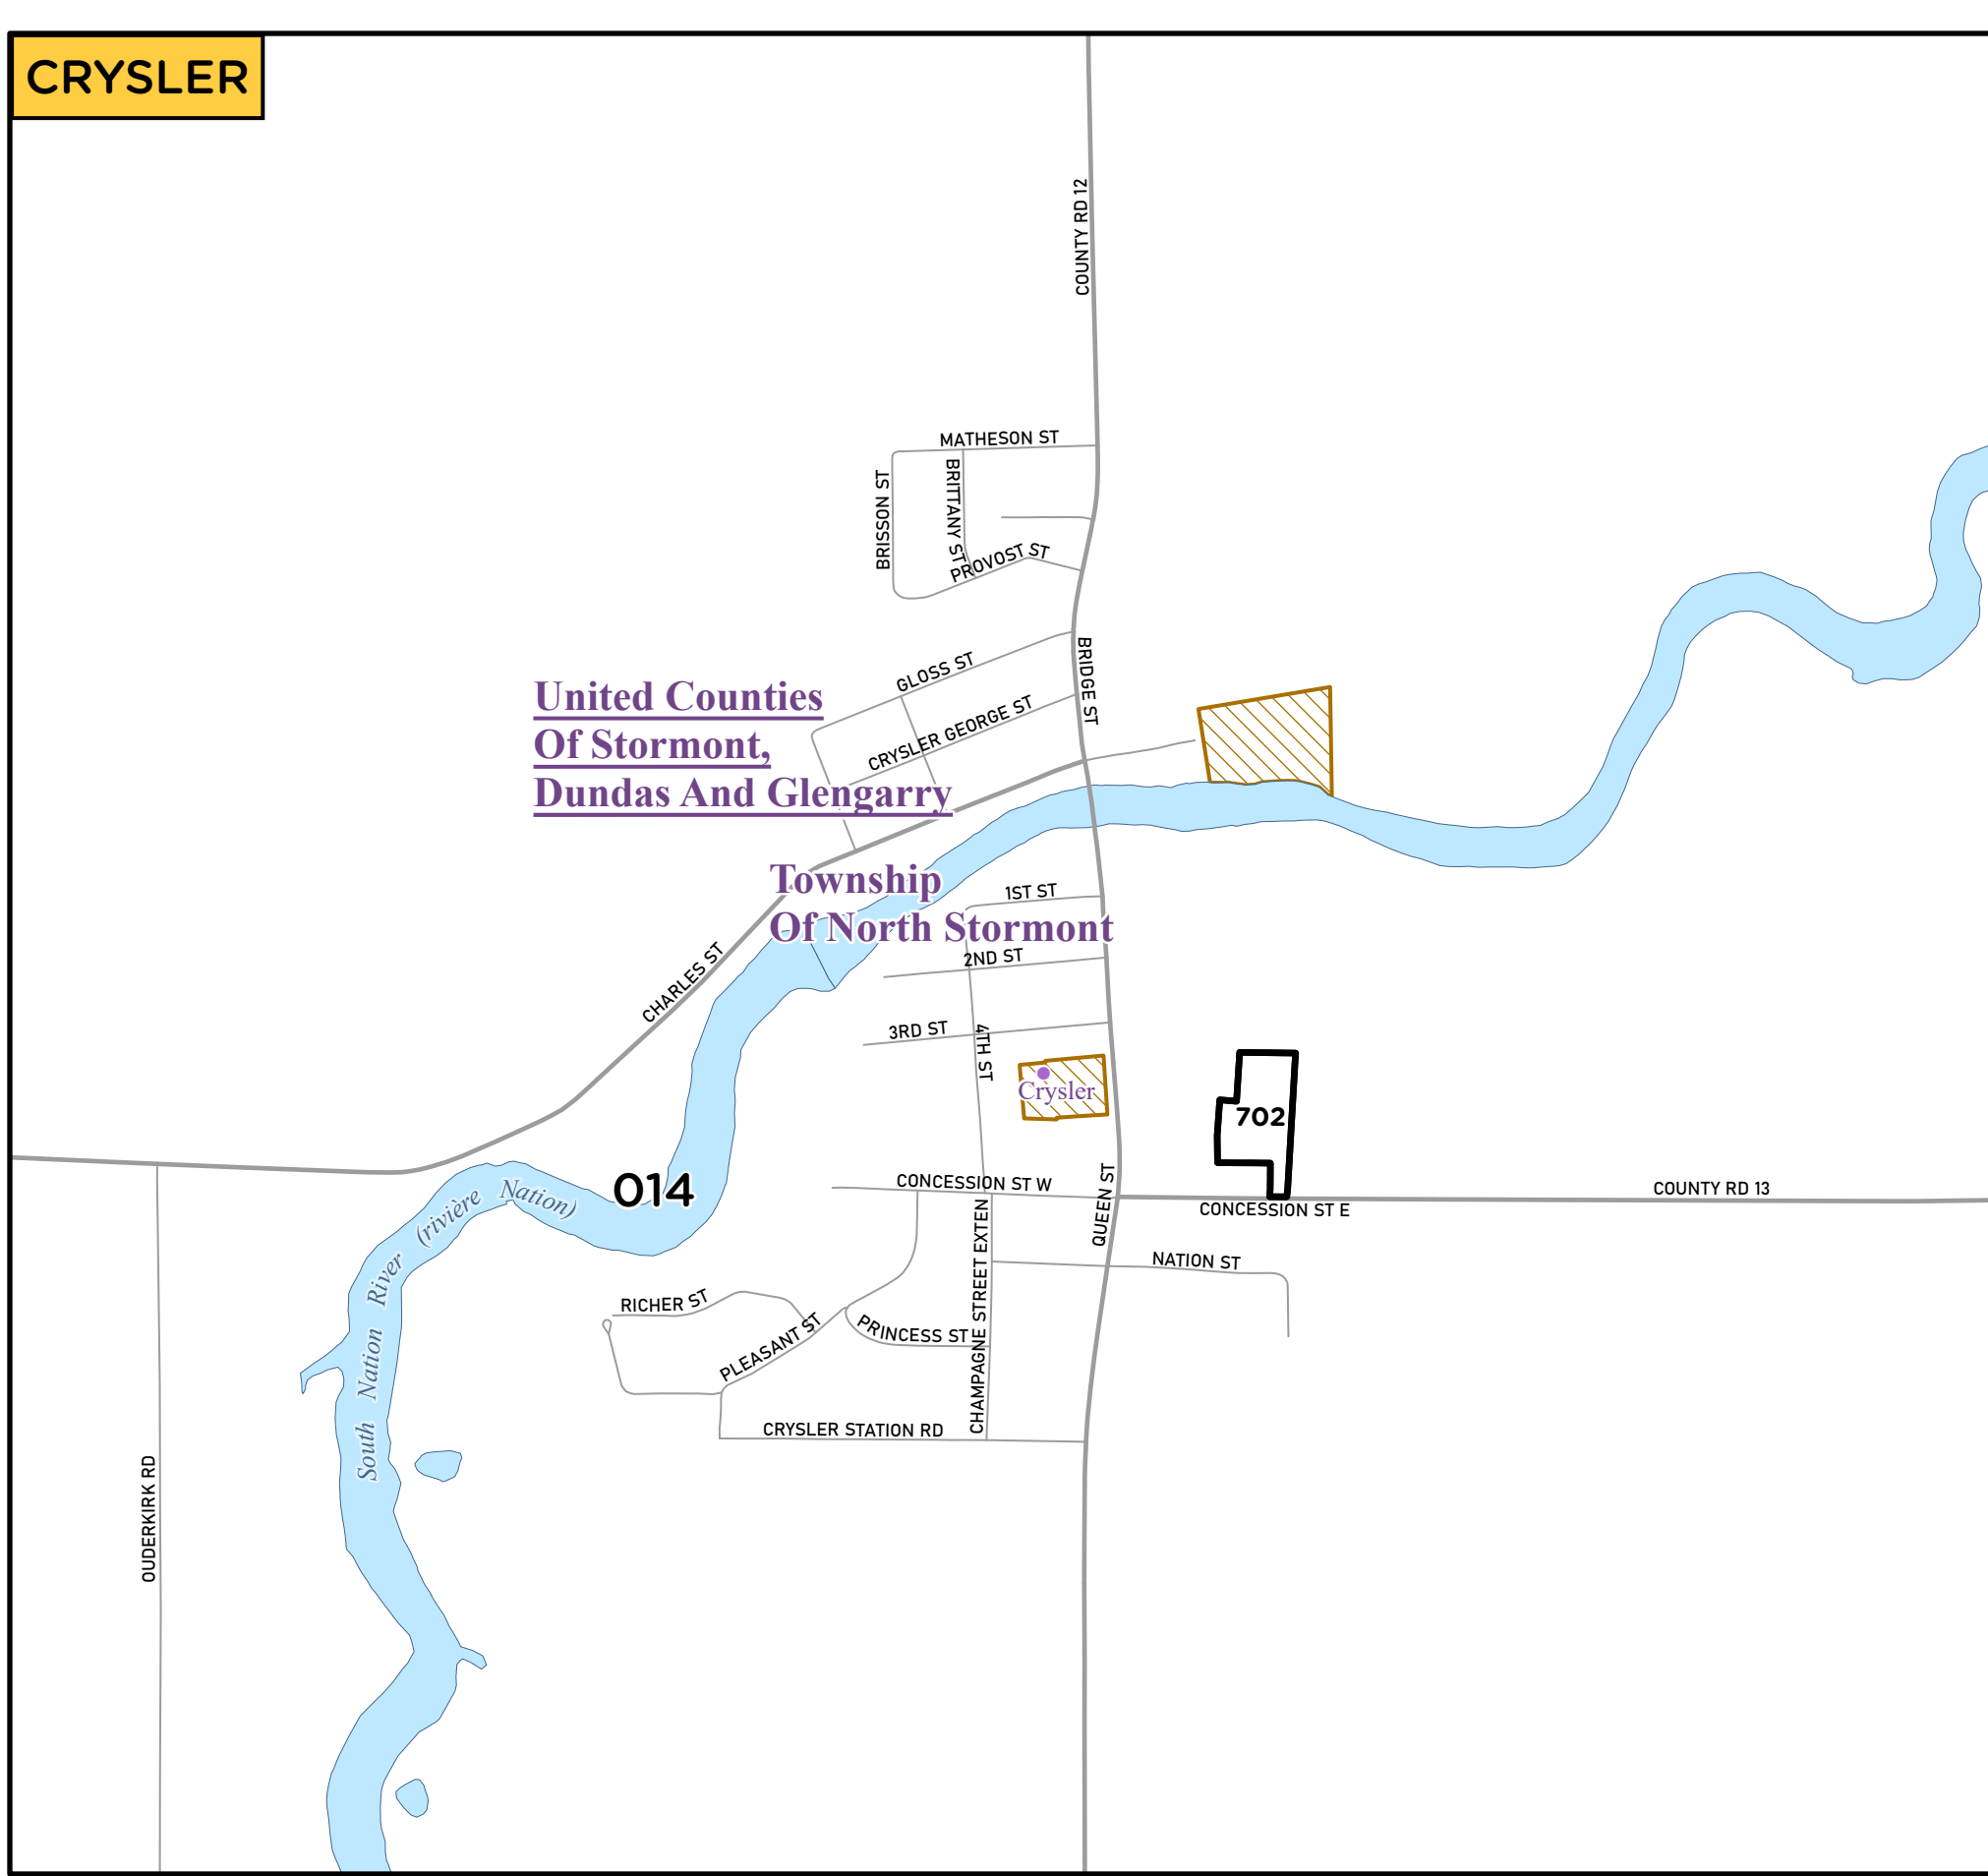 CRYSLER
COUNTY RD 12
MATHESON ST
BRISSON ST
BRITTANY ST
PROVOST ST
BRIDGE ST
GLOSS ST
CRYSLER GEORGE ST
United Counties
Of Stormont,
Dundas And Glengarry
Township
Of North Stormont
1ST ST
2ND ST
CHARLES ST
3RD ST
4TH ST
Crysler
702
014
CONCESSION ST W
QUEEN ST
COUNTY RD 13
CONCESSION ST E
South Nation River (rivière Nation)
NATION ST
CHAMPAGNE STREET EXTEN
RICHER ST
PLEASANT ST
PRINCESS ST
CRYSLER STATION RD
OUDERKIRK RD